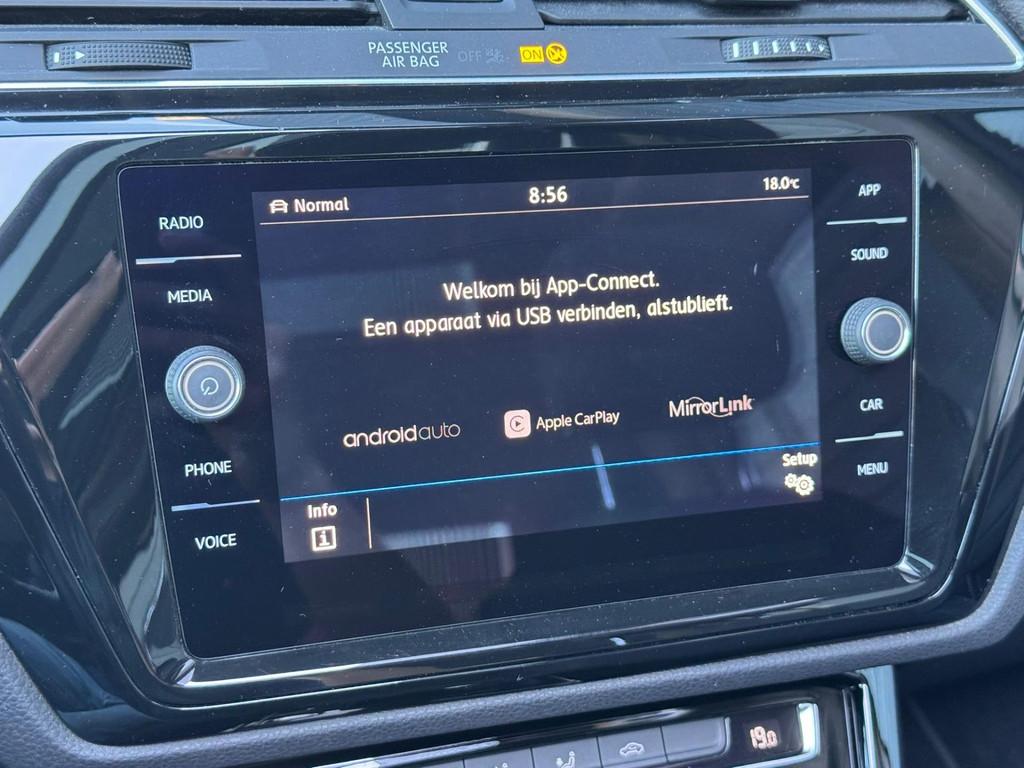 PASSENGER
AIR BAG
OFF
ON
Normal
8:56
18.0°C
RADIO
MEDIA
PHONE
VOICE
Welkom bij App-Connect.
Een apparaat via USB verbinden, alstublieft.
androidauto
Apple CarPlay
MirrorLink
Setup
Info
i
APP
SOUND
CAR
MENU
19.0